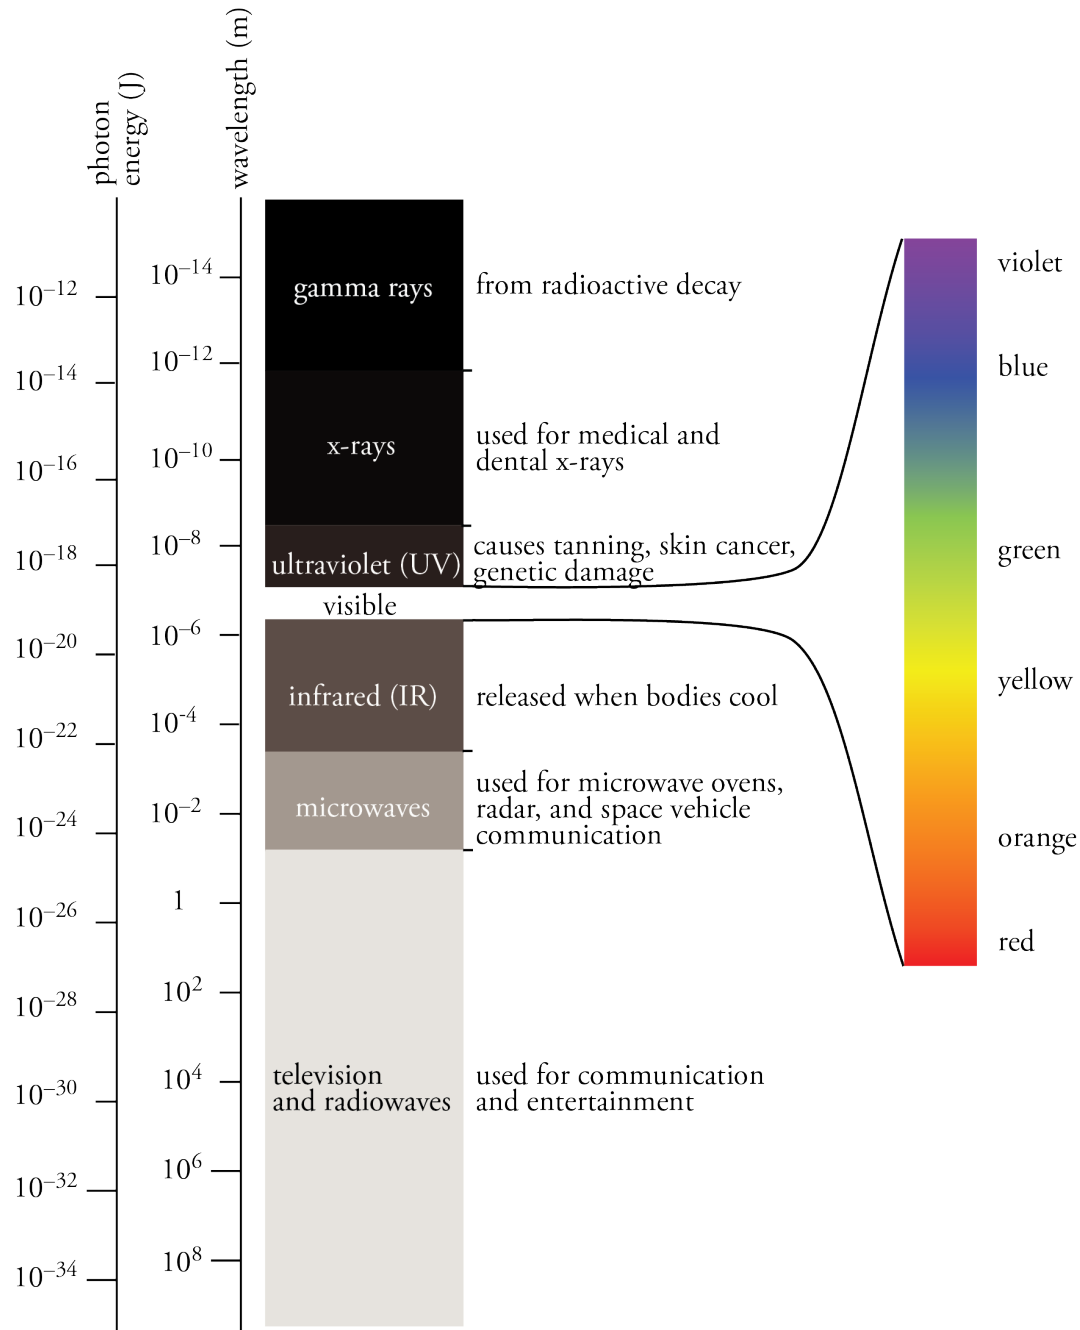 photon
energy (J)
wavelength (m)
10⁻¹²
10⁻¹⁴
10⁻¹⁶
10⁻¹⁸
10⁻²⁰
10⁻²²
10⁻²⁴
10⁻²⁶
10⁻²⁸
10⁻³⁰
10⁻³²
10⁻³⁴
10⁻¹⁴
10⁻¹²
10⁻¹⁰
10⁻⁸
10⁻⁶
10⁻⁴
10⁻²
1
10²
10⁴
10⁶
10⁸
gamma rays
from radioactive decay
x-rays
used for medical and
dental x-rays
ultraviolet (UV)
causes tanning, skin cancer,
genetic damage
visible
infrared (IR)
released when bodies cool
microwaves
used for microwave ovens,
radar, and space vehicle
communication
television
and radiowaves
used for communication
and entertainment
violet
blue
green
yellow
orange
red